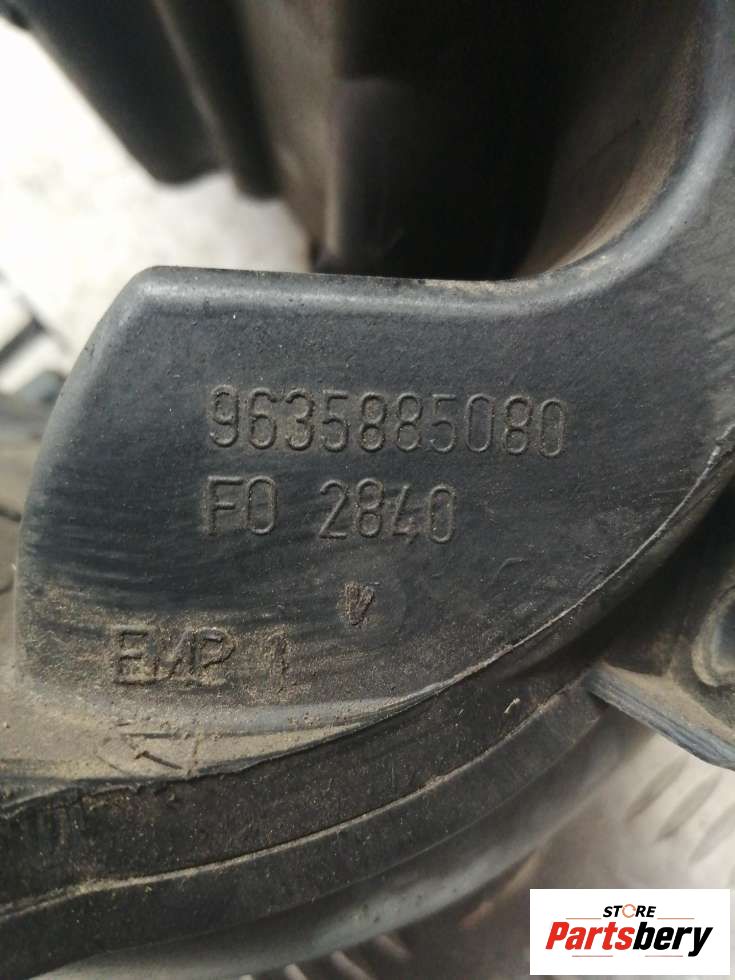 9635885080
FO 2840
EMP 1
STORE
Partsbery